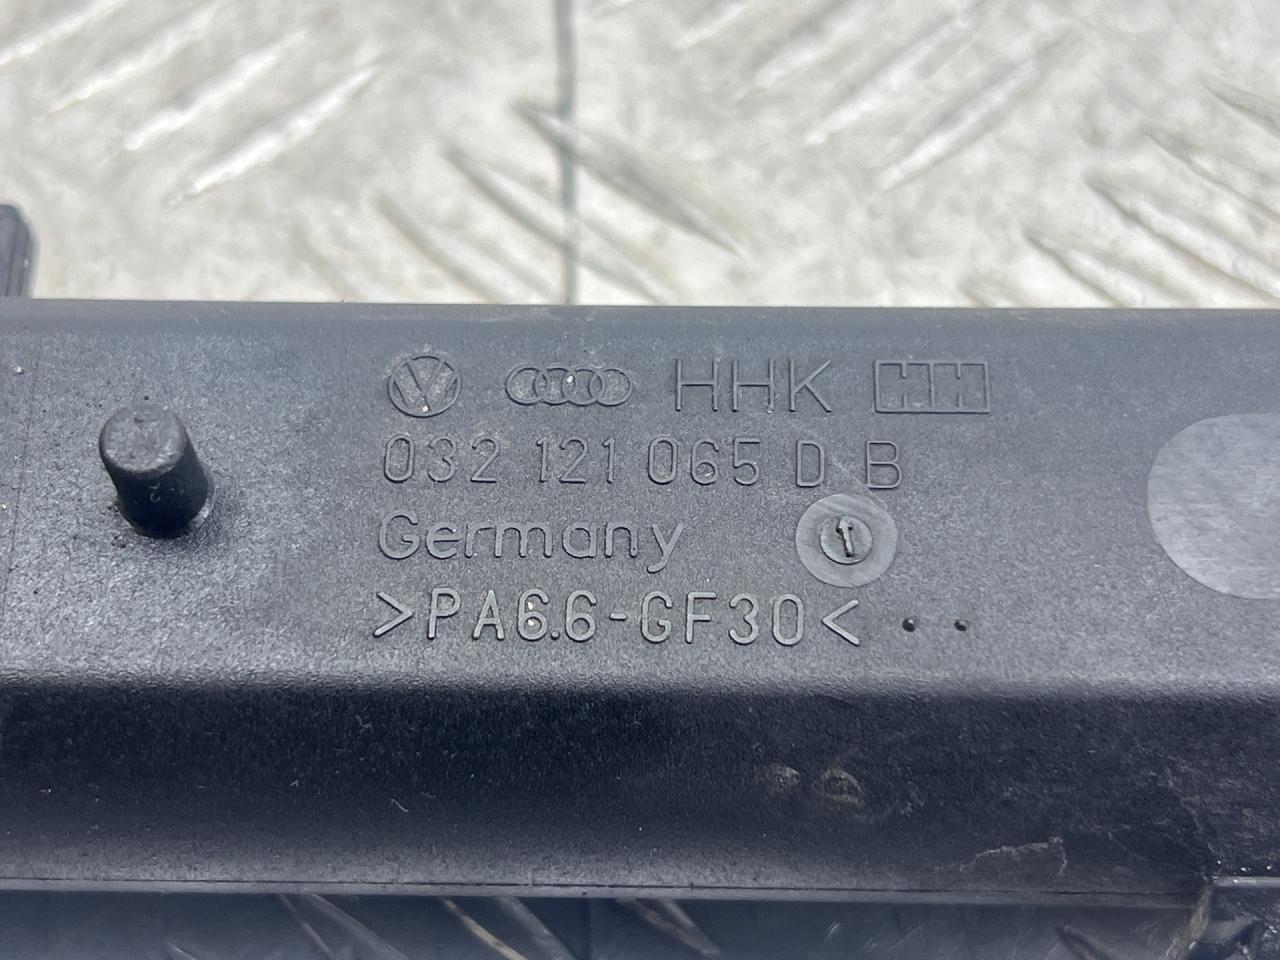 HHK
032 121 065 D B
Germany
>PA6.6-GF30<